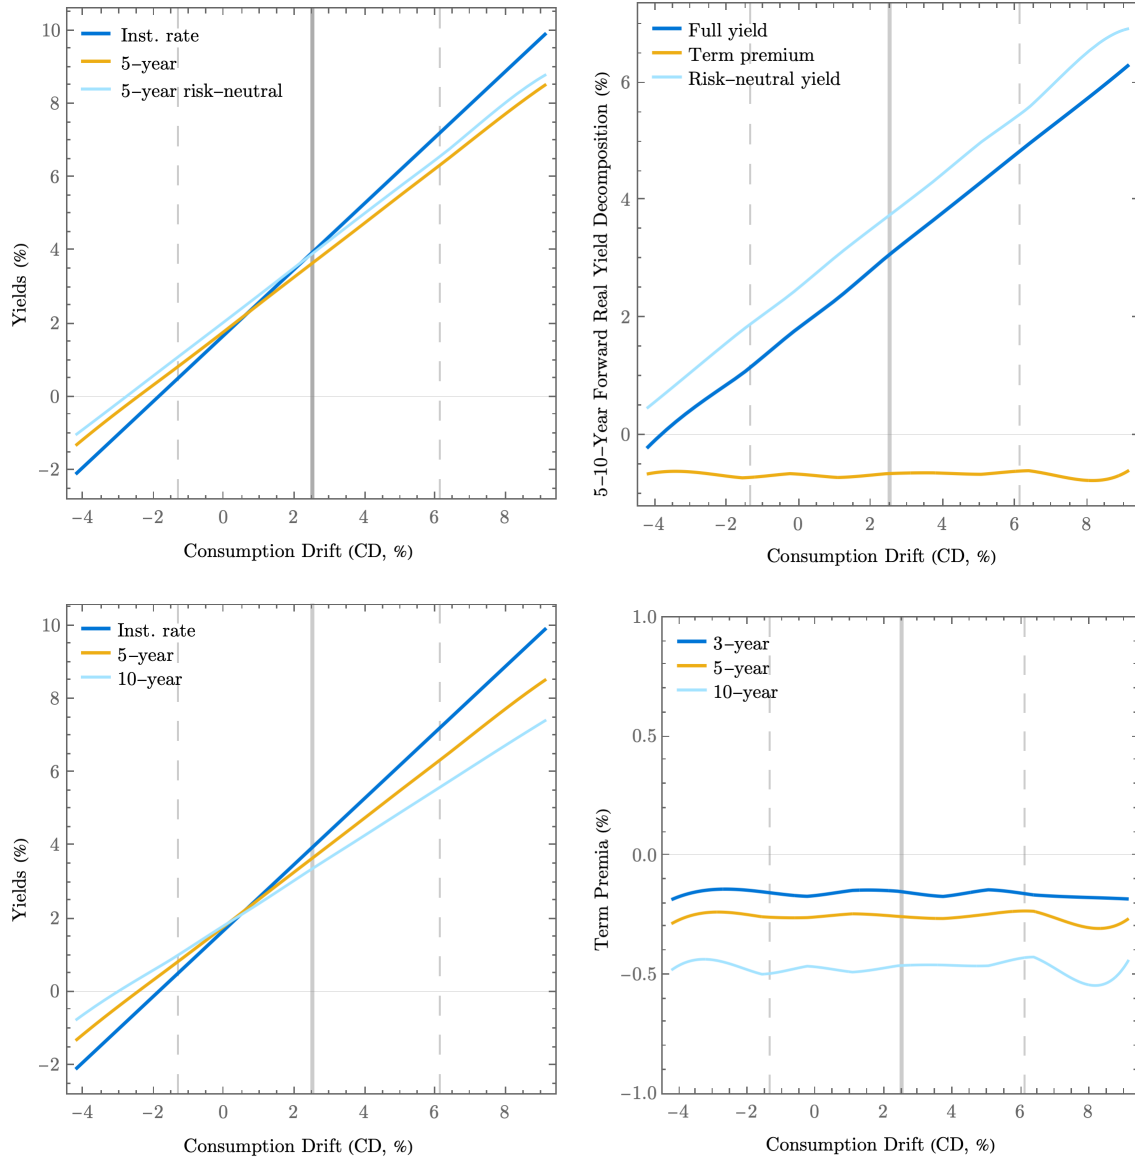 Inst. rate
5-year
5-year risk-neutral
Yields (%)
10
8
6
4
2
0
-2
-4
-2
0
2
4
6
8
Consumption Drift (CD, %)
Full yield
Term premium
Risk-neutral yield
5-10-Year Forward Real Yield Decomposition (%)
6
4
2
0
-4
-2
0
2
4
6
8
Consumption Drift (CD, %)
Inst. rate
5-year
10-year
Yields (%)
10
8
6
4
2
0
-2
-4
-2
0
2
4
6
8
Consumption Drift (CD, %)
3-year
5-year
10-year
Term Premia (%)
1.0
0.5
0.0
-0.5
-1.0
-4
-2
0
2
4
6
8
Consumption Drift (CD, %)